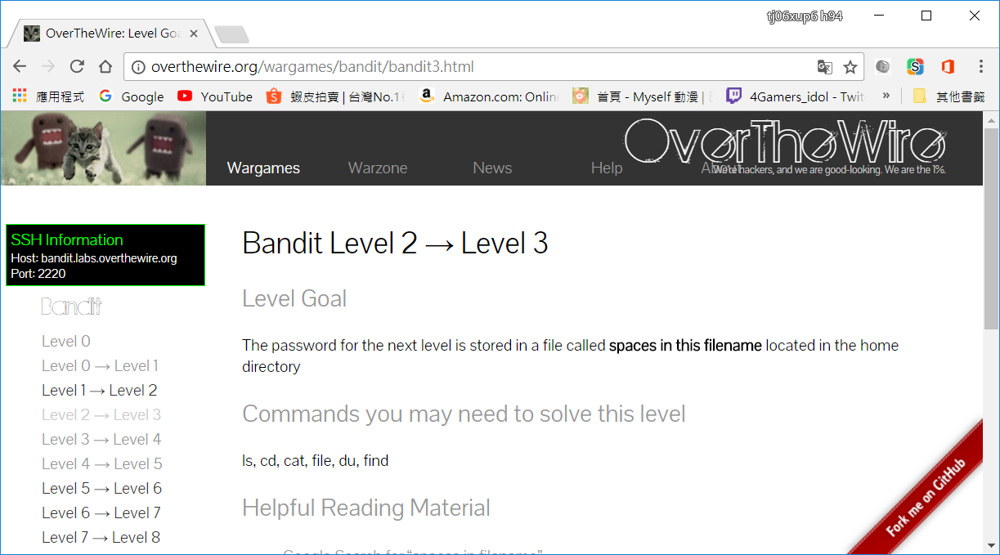 tj06xup6 h94
OverTheWire: Level Goa
overthewire.org/wargames/bandit/bandit3.html
應用程式 Google YouTube 蝦皮拍賣 | 台灣No.1 Amazon.com: Online 首頁 - Myself 動漫 | 4Gamers_idol - Twit » 其他書籤
OverTheWire
Wargames Warzone News Help About
We're hackers, and we are good-looking. We are the 1%.
SSH Information
Host: bandit.labs.overthewire.org
Port: 2220
Bandit
Level 0
Level 0 → Level 1
Level 1 → Level 2
Level 2 → Level 3
Level 3 → Level 4
Level 4 → Level 5
Level 5 → Level 6
Level 6 → Level 7
Level 7 → Level 8
Bandit Level 2 → Level 3
Level Goal
The password for the next level is stored in a file called spaces in this filename located in the home
directory
Commands you may need to solve this level
ls, cd, cat, file, du, find
Helpful Reading Material
Google Search for “spaces in filename”
Fork me on GitHub